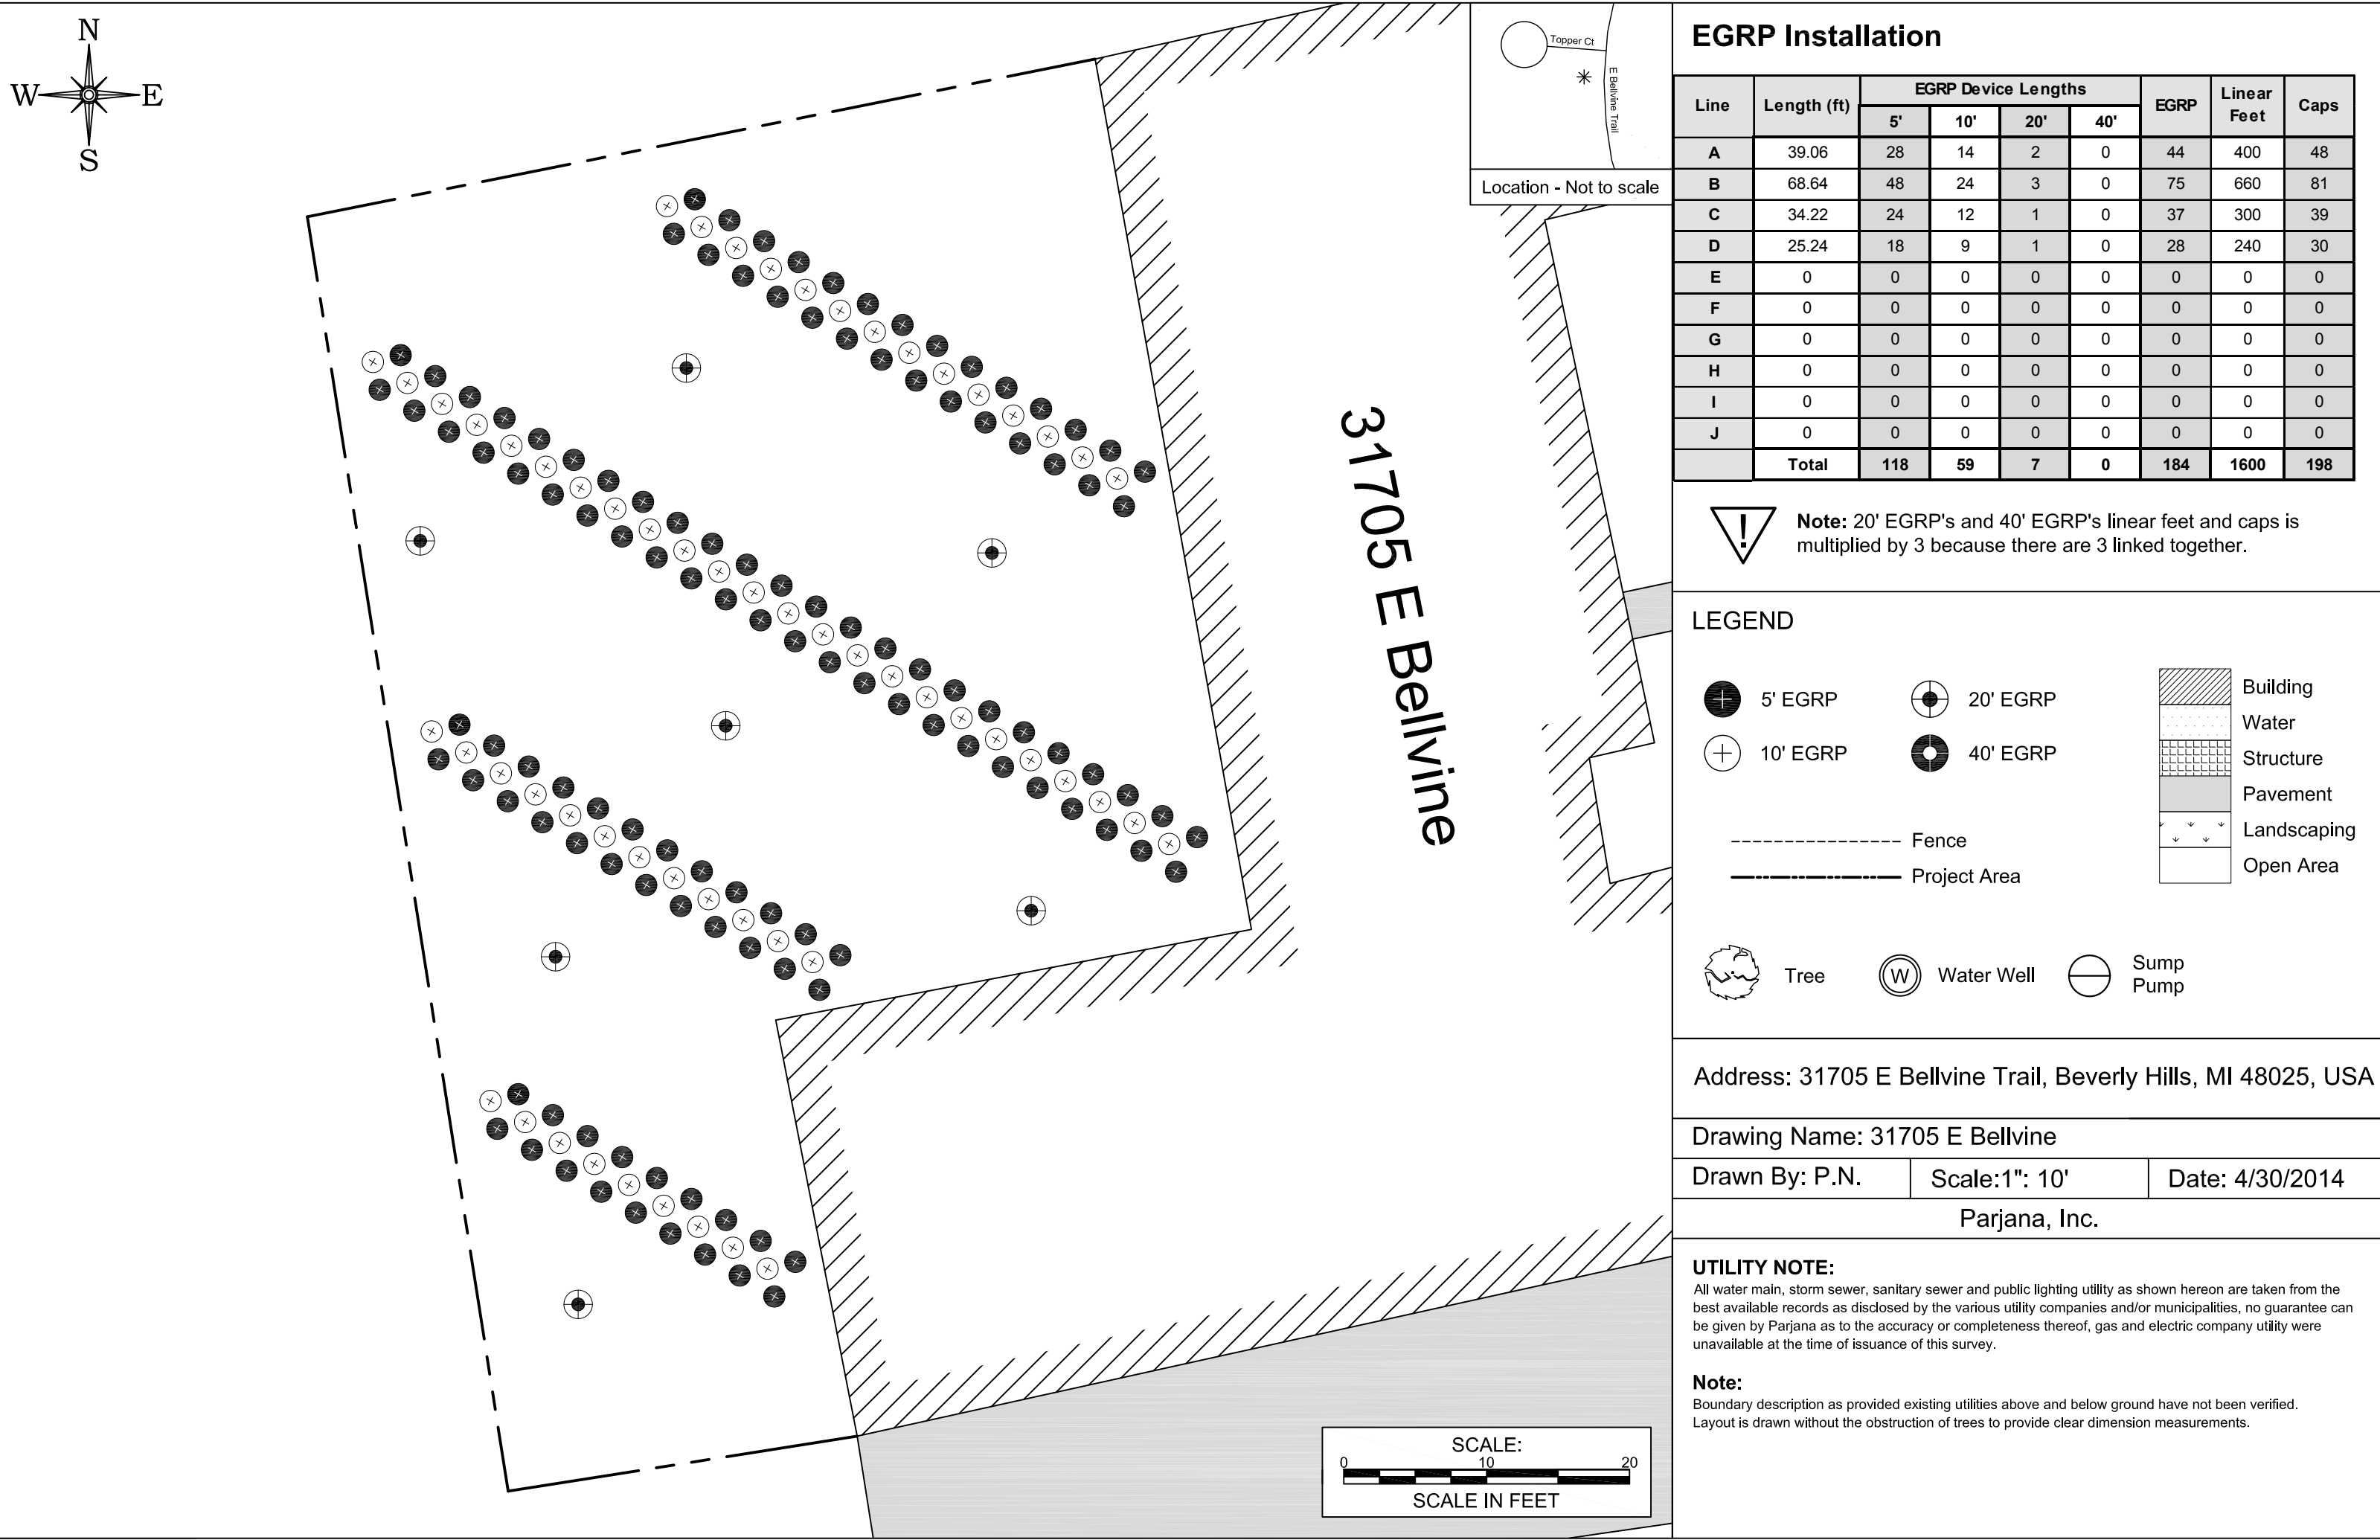 N
W E
S
31705 E Bellvine
Topper Ct
E Bellvine Trail
Location - Not to scale
SCALE:
0 10 20
SCALE IN FEET
EGRP Installation
Line Length (ft) EGRP Device Lengths EGRP Linear Feet Caps
5' 10' 20' 40'
A 39.06 28 14 2 0 44 400 48
B 68.64 48 24 3 0 75 660 81
C 34.22 24 12 1 0 37 300 39
D 25.24 18 9 1 0 28 240 30
E 0 0 0 0 0 0 0 0
F 0 0 0 0 0 0 0 0
G 0 0 0 0 0 0 0 0
H 0 0 0 0 0 0 0 0
I 0 0 0 0 0 0 0 0
J 0 0 0 0 0 0 0 0
Total 118 59 7 0 184 1600 198
!
Note: 20' EGRP's and 40' EGRP's linear feet and caps is
multiplied by 3 because there are 3 linked together.
LEGEND
5' EGRP 20' EGRP
10' EGRP 40' EGRP
Fence
Project Area
Building
Water
Structure
Pavement
Landscaping
Open Area
Tree W Water Well Sump
Pump
Address: 31705 E Bellvine Trail, Beverly Hills, MI 48025, USA
Drawing Name: 31705 E Bellvine
Drawn By: P.N. Scale:1": 10' Date: 4/30/2014
Parjana, Inc.
UTILITY NOTE:
All water main, storm sewer, sanitary sewer and public lighting utility as shown hereon are taken from the
best available records as disclosed by the various utility companies and/or municipalities, no guarantee can
be given by Parjana as to the accuracy or completeness thereof, gas and electric company utility were
unavailable at the time of issuance of this survey.
Note:
Boundary description as provided existing utilities above and below ground have not been verified.
Layout is drawn without the obstruction of trees to provide clear dimension measurements.